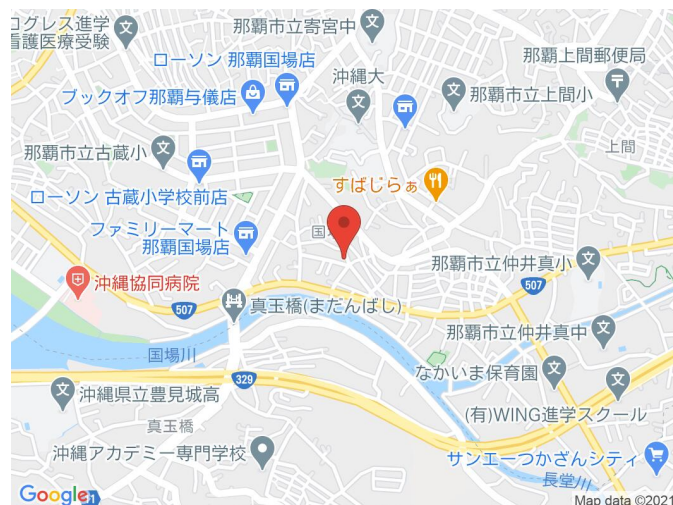 ログレス進学
看護医療受験
那覇市立寄宮中
ローソン 那覇国場店
沖縄大
那覇上間郵便局
ブックオフ那覇与儀店
那覇市立上間小
那覇市立古蔵小
上間
すばじらぁ
ローソン 古蔵小学校前店
ファミリーマート
那覇国場店
国場
那覇市立仲井真小
沖縄協同病院
507
真玉橋(まだんばし)
507
那覇市立仲井真中
国場川
なかいま保育園
329
沖縄県立豊見城高
(有)WING進学スクール
真玉橋
沖縄アカデミー専門学校
サンエーつかざんシティ
長堂川
Google
Map data ©2021